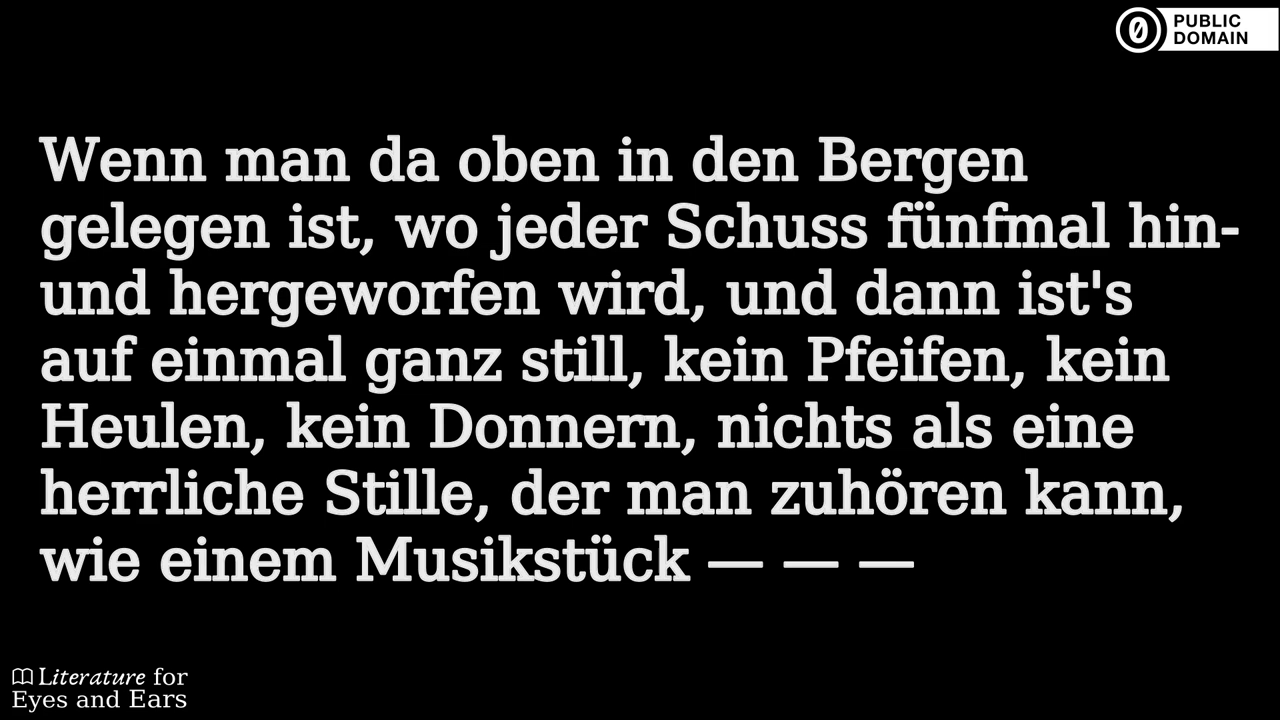 PUBLIC
DOMAIN
Wenn man da oben in den Bergen
gelegen ist, wo jeder Schuss fünfmal hin-
und hergeworfen wird, und dann ist's
auf einmal ganz still, kein Pfeifen, kein
Heulen, kein Donnern, nichts als eine
herrliche Stille, der man zuhören kann,
wie einem Musikstück — — —
Literature for
Eyes and Ears